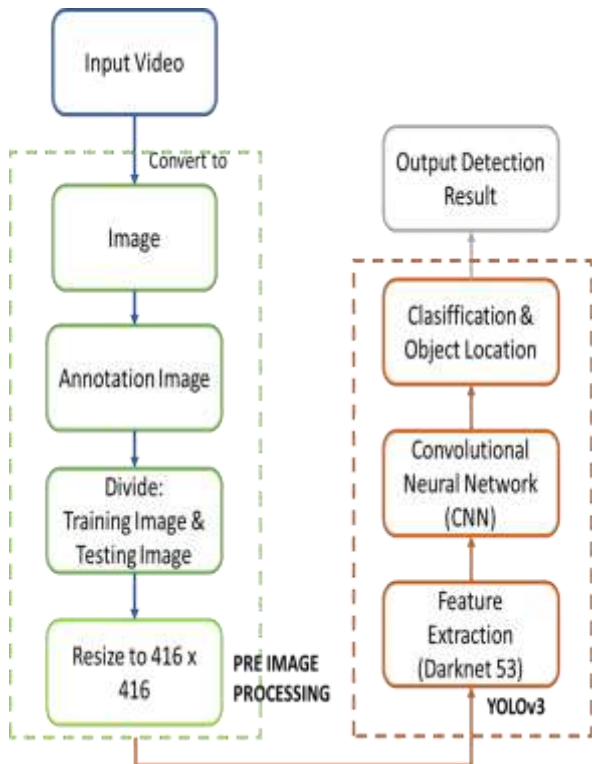 Input Video
Convert to
Image
Annotation Image
Divide:
Training Image &
Testing Image
Resize to 416 x
416
PRE IMAGE
PROCESSING
Output Detection
Result
Clasiffication &
Object Location
Convolutional
Neural Network
(CNN)
Feature
Extraction
(Darknet 53)
YOLOv3